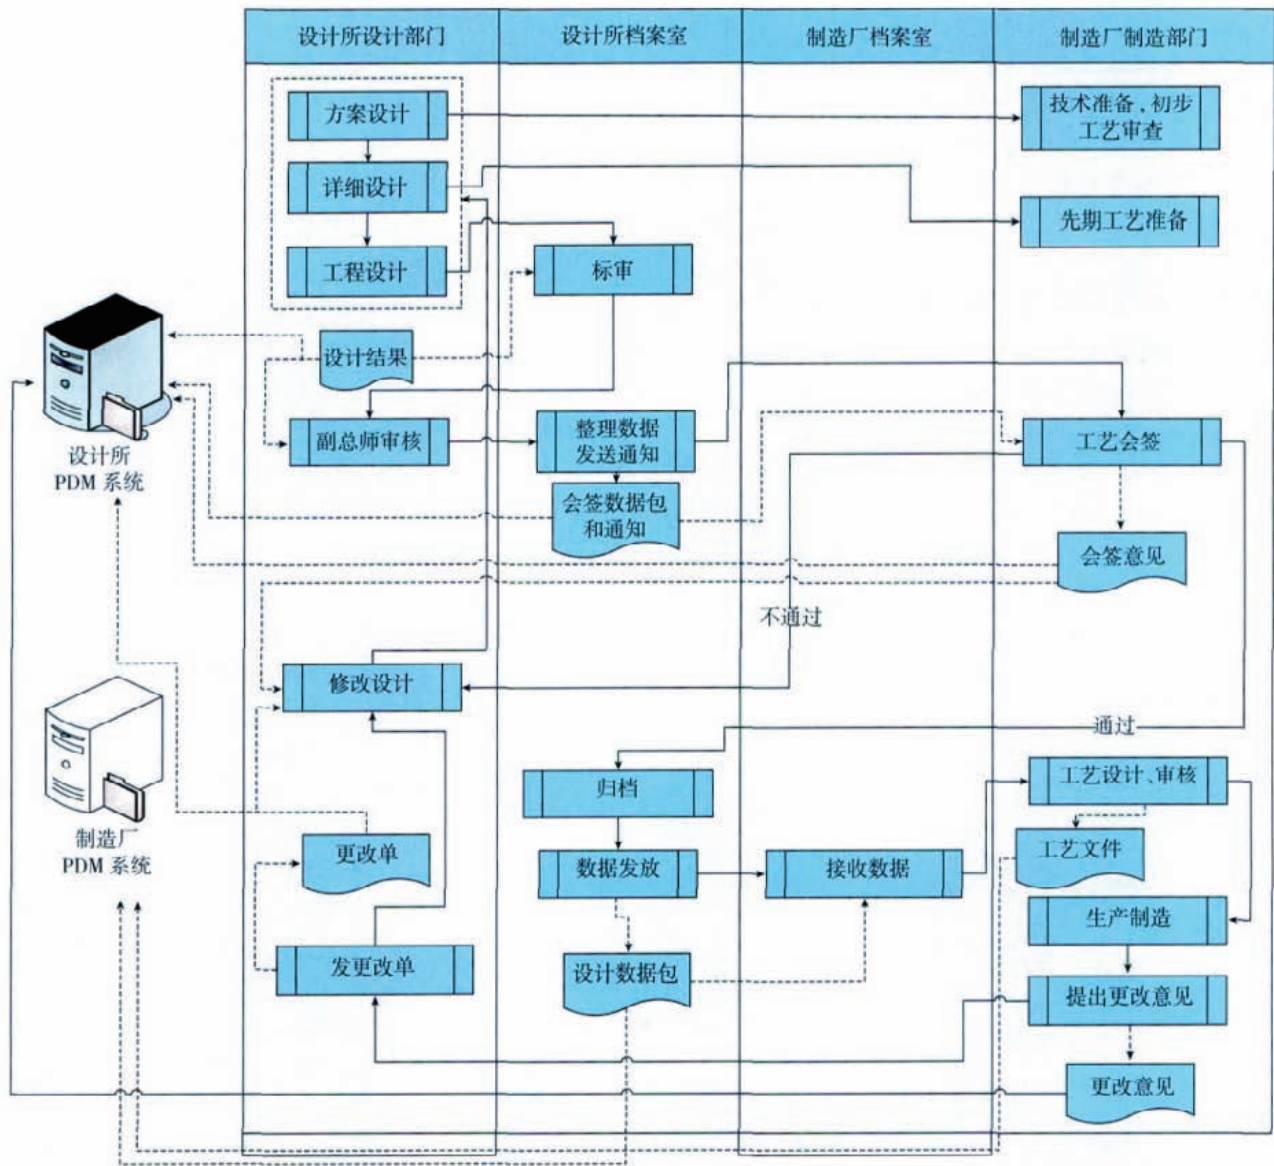 设计所设计部门
设计所档案室
制造厂档案室
制造厂制造部门
方案设计
技术准备、初步
工艺审查
详细设计
先期工艺准备
工程设计
标审
设计结果
副总师审核
整理数据
发送通知
工艺会签
设计所
PDM 系统
会签数据包
和通知
会签意见
不通过
修改设计
通过
归档
工艺设计、审核
制造厂
PDM 系统
更改单
数据发放
接收数据
工艺文件
生产制造
发更改单
设计数据包
提出更改意见
更改意见